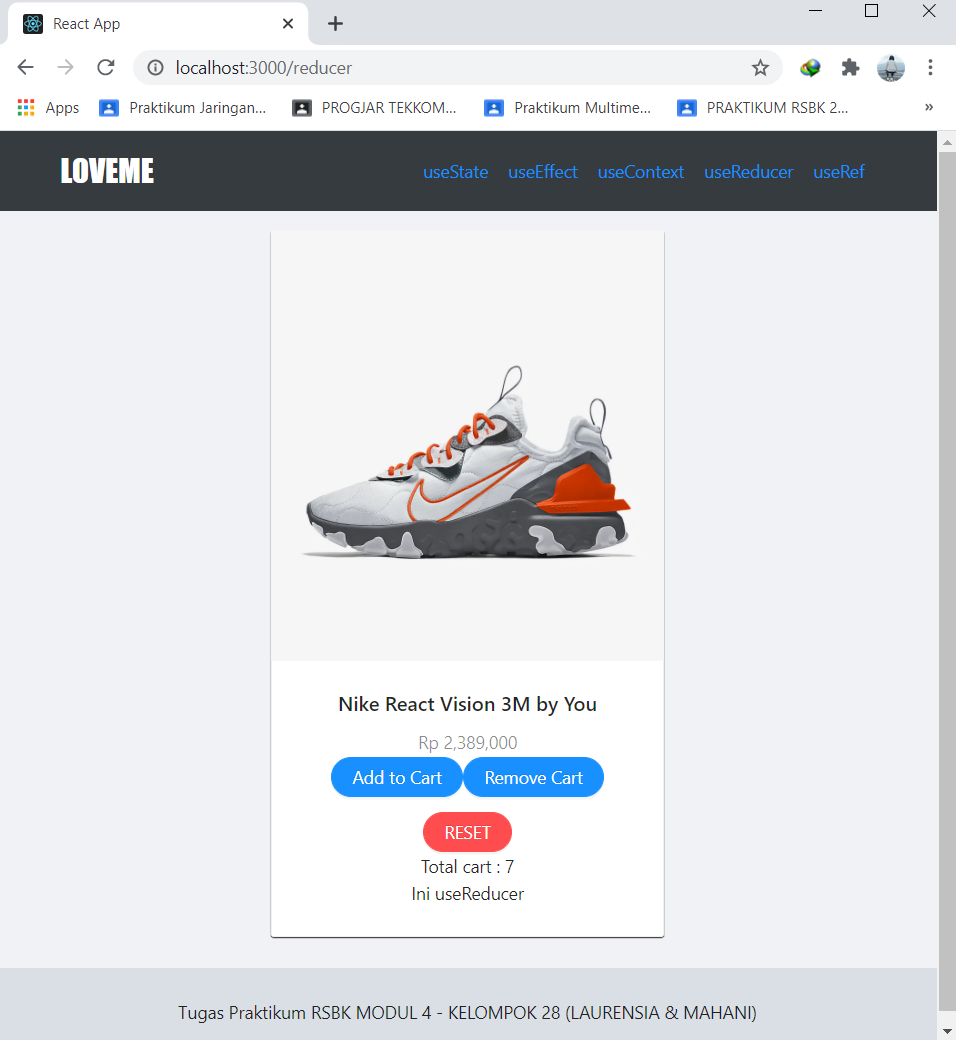 React App
localhost:3000/reducer
Apps Praktikum Jaringan... PROGJAR TEKKOM... Praktikum Multime... PRAKTIKUM RSBK 2... »
LOVEME useState useEffect useContext useReducer useRef
Nike React Vision 3M by You
Rp 2,389,000
Add to Cart Remove Cart
RESET
Total cart : 7
Ini useReducer
Tugas Praktikum RSBK MODUL 4 - KELOMPOK 28 (LAURENSIA & MAHANI)